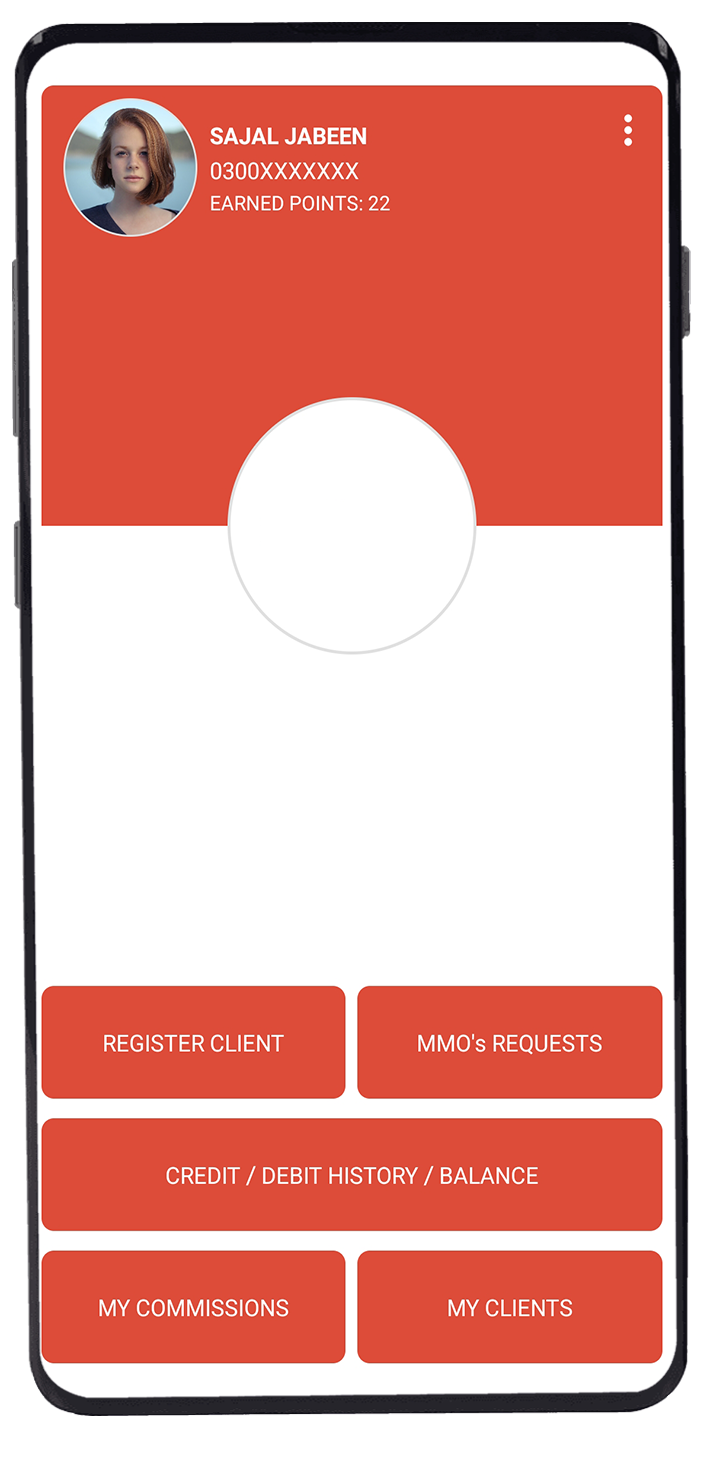 SAJAL JABEEN
0300XXXXXXX
EARNED POINTS: 22
REGISTER CLIENT
MMO's REQUESTS
CREDIT / DEBIT HISTORY / BALANCE
MY COMMISSIONS
MY CLIENTS